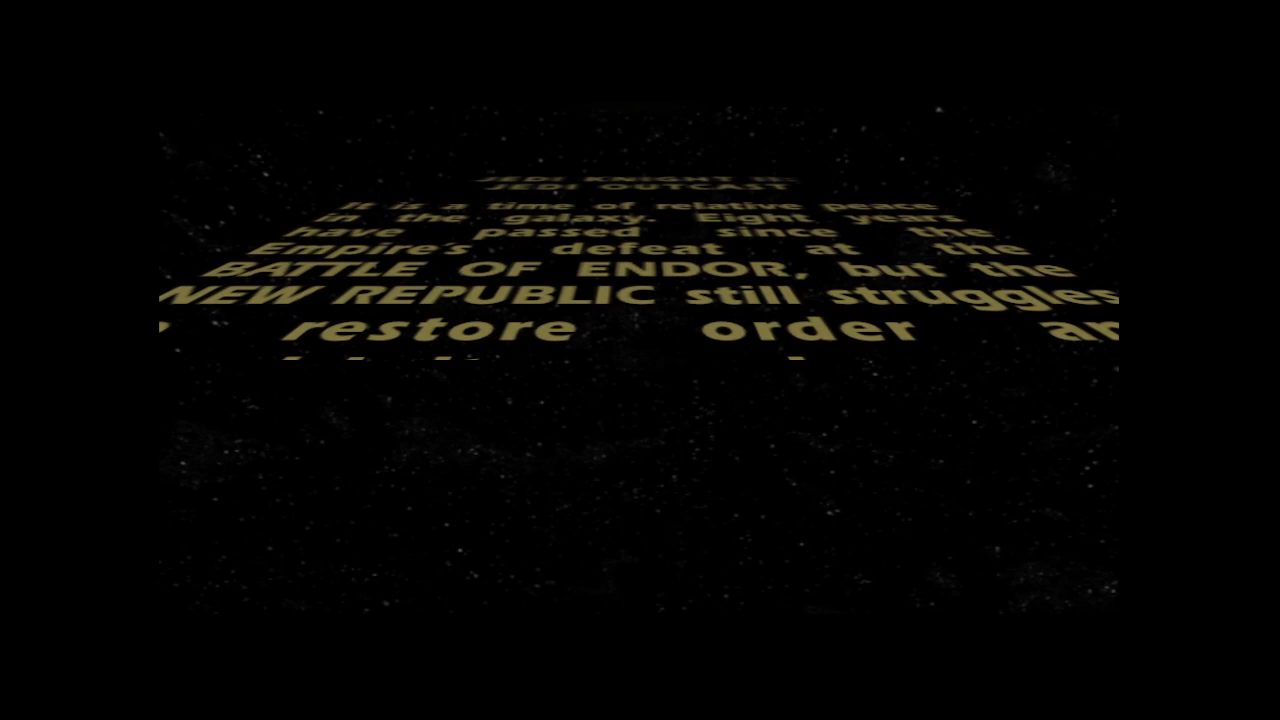 JEDI KNIGHT II:
JEDI OUTCAST
It is a time of relative peace
in the galaxy. Eight years
have passed since the
Empire's defeat at the
BATTLE OF ENDOR, but the
NEW REPUBLIC still struggles
restore order